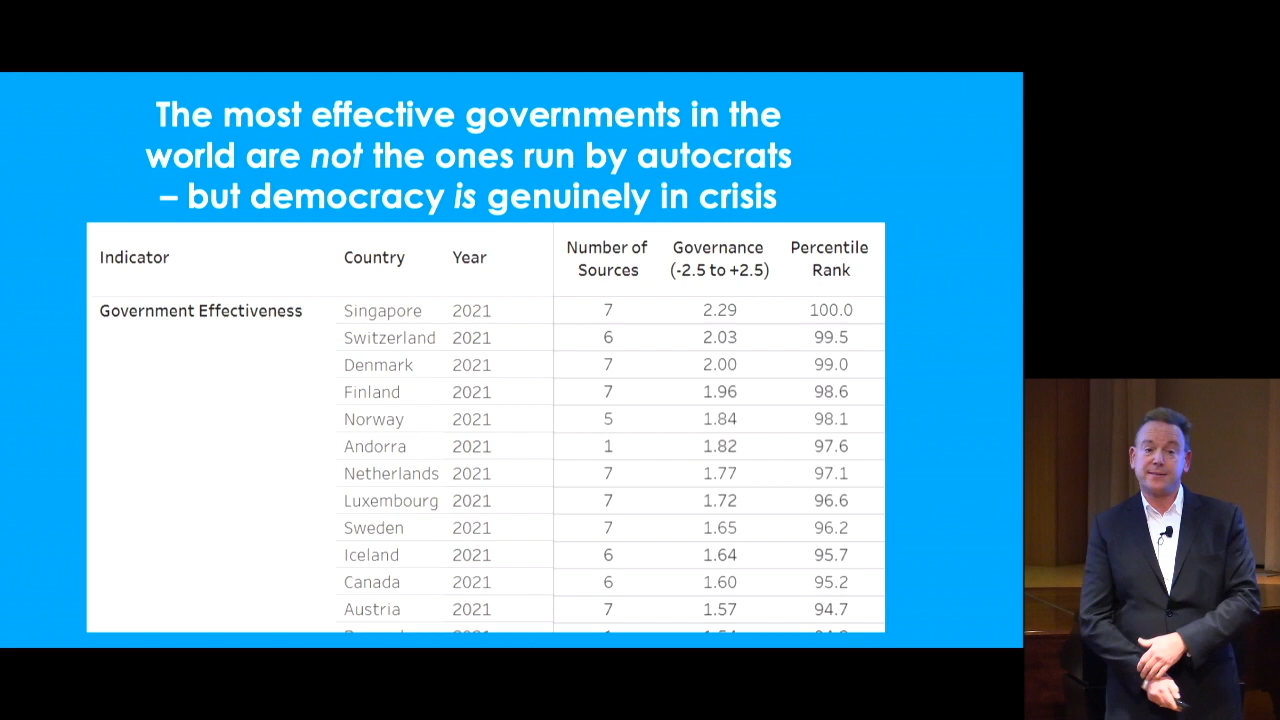 The most effective governments in the
world are not the ones run by autocrats
– but democracy is genuinely in crisis
Indicator Country Year Number of Sources Governance (-2.5 to +2.5) Percentile Rank
Government Effectiveness Singapore 2021 7 2.29 100.0
Switzerland 2021 6 2.03 99.5
Denmark 2021 7 2.00 99.0
Finland 2021 7 1.96 98.6
Norway 2021 5 1.84 98.1
Andorra 2021 1 1.82 97.6
Netherlands 2021 7 1.77 97.1
Luxembourg 2021 7 1.72 96.6
Sweden 2021 7 1.65 96.2
Iceland 2021 6 1.64 95.7
Canada 2021 6 1.60 95.2
Austria 2021 7 1.57 94.7